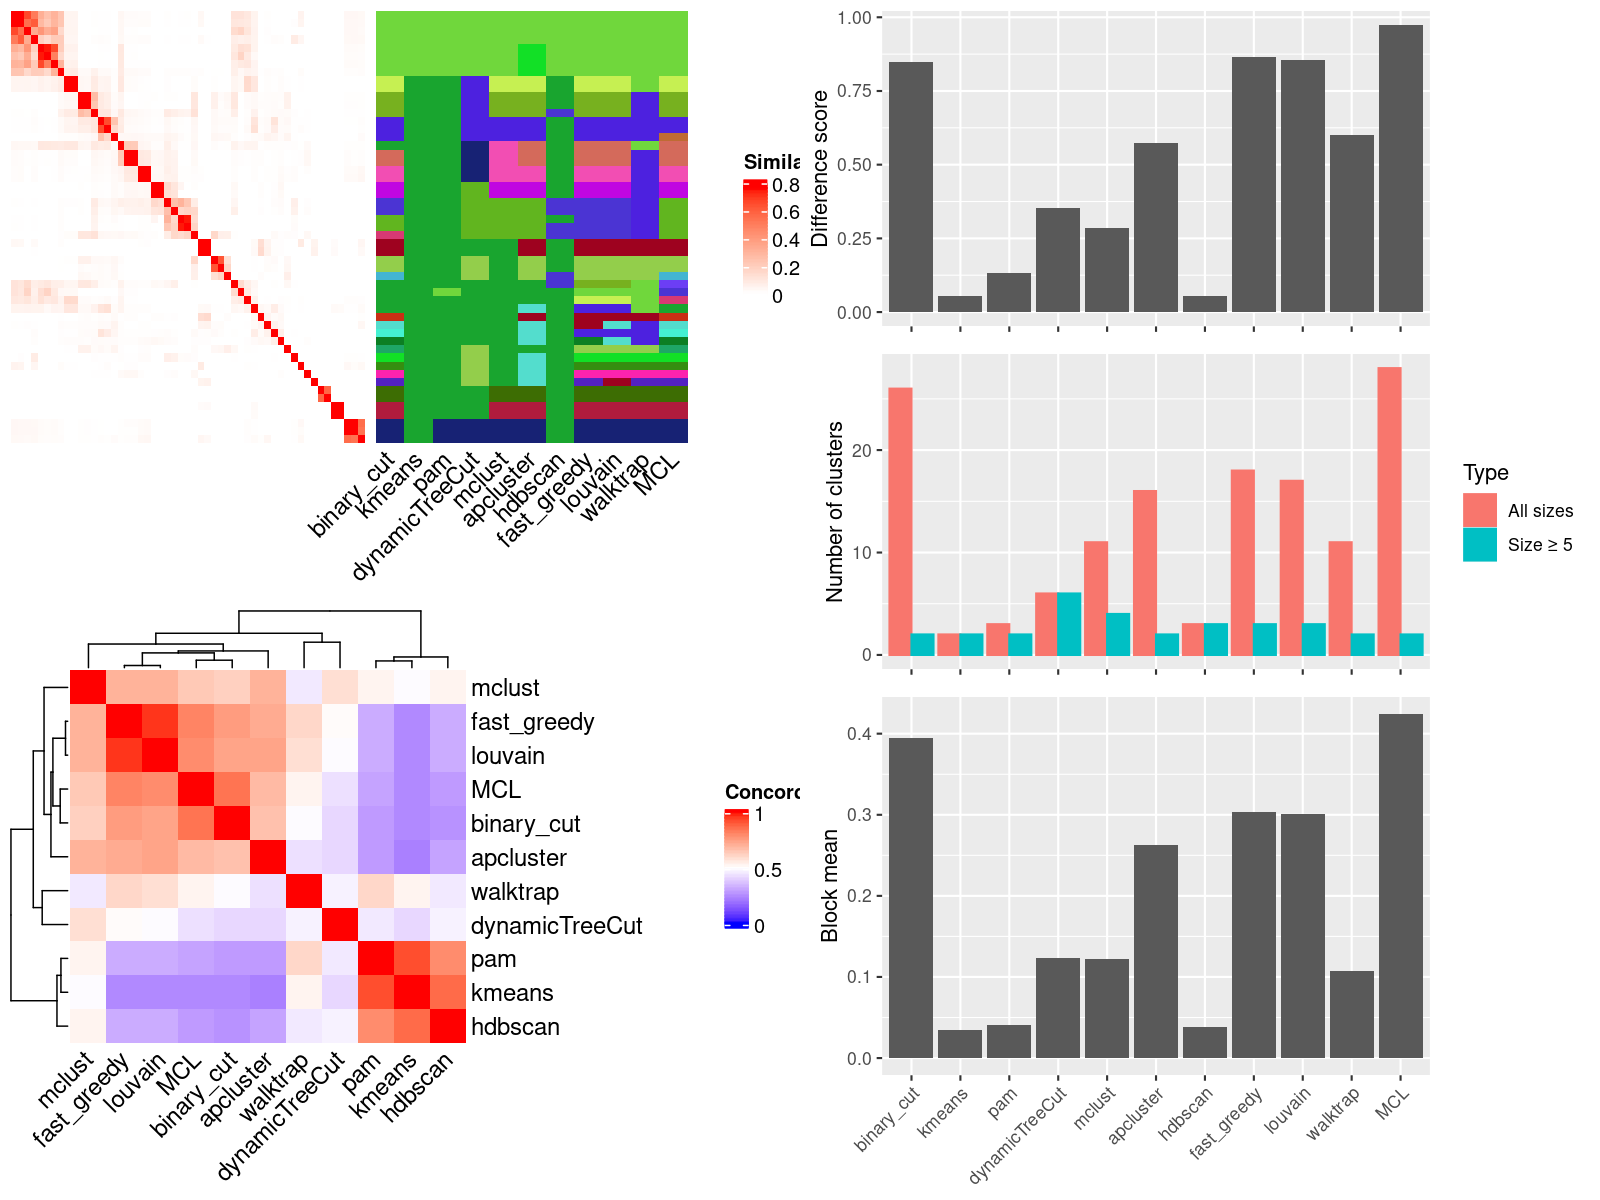 Simila
0.8
0.6
0.4
0.2
0
binary_cut
kmeans
pam
dynamicTreeCut
mclust
apcluster
hdbscan
fast_greedy
louvain
walktrap
MCL
mclust
fast_greedy
louvain
MCL
binary_cut
apcluster
walktrap
dynamicTreeCut
pam
kmeans
hdbscan
mclust
fast_greedy
louvain
MCL
binary_cut
apcluster
walktrap
dynamicTreeCut
pam
kmeans
hdbscan
Concord
1
0.5
0
Difference score
1.00
0.75
0.50
0.25
0.00
Number of clusters
20
10
0
Type
All sizes
Size ≥ 5
Block mean
0.4
0.3
0.2
0.1
0.0
binary_cut
kmeans
pam
dynamicTreeCut
mclust
apcluster
hdbscan
fast_greedy
louvain
walktrap
MCL